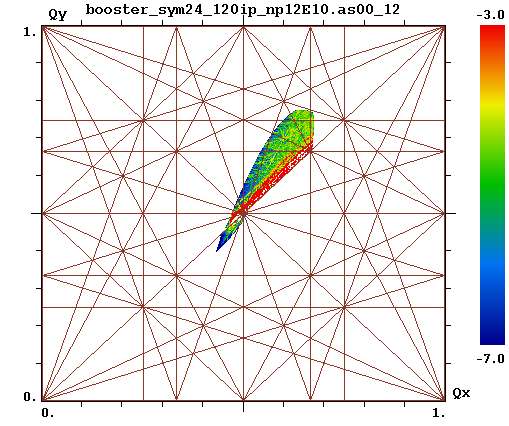 Qy booster_sym24_120ip_np12E10.as00_12
-3.0
1.
-7.0
0.
Qx
0. 1.